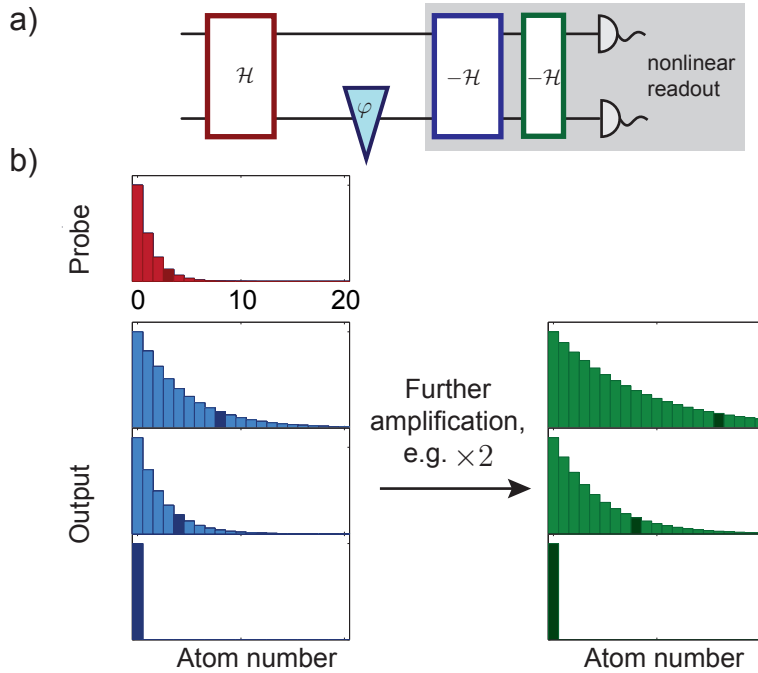 a)
ℋ
φ
−ℋ
−ℋ
nonlinear
readout
b)
Probe
0
10
20
Output
Further
amplification,
e.g. ×2
Atom number
Atom number